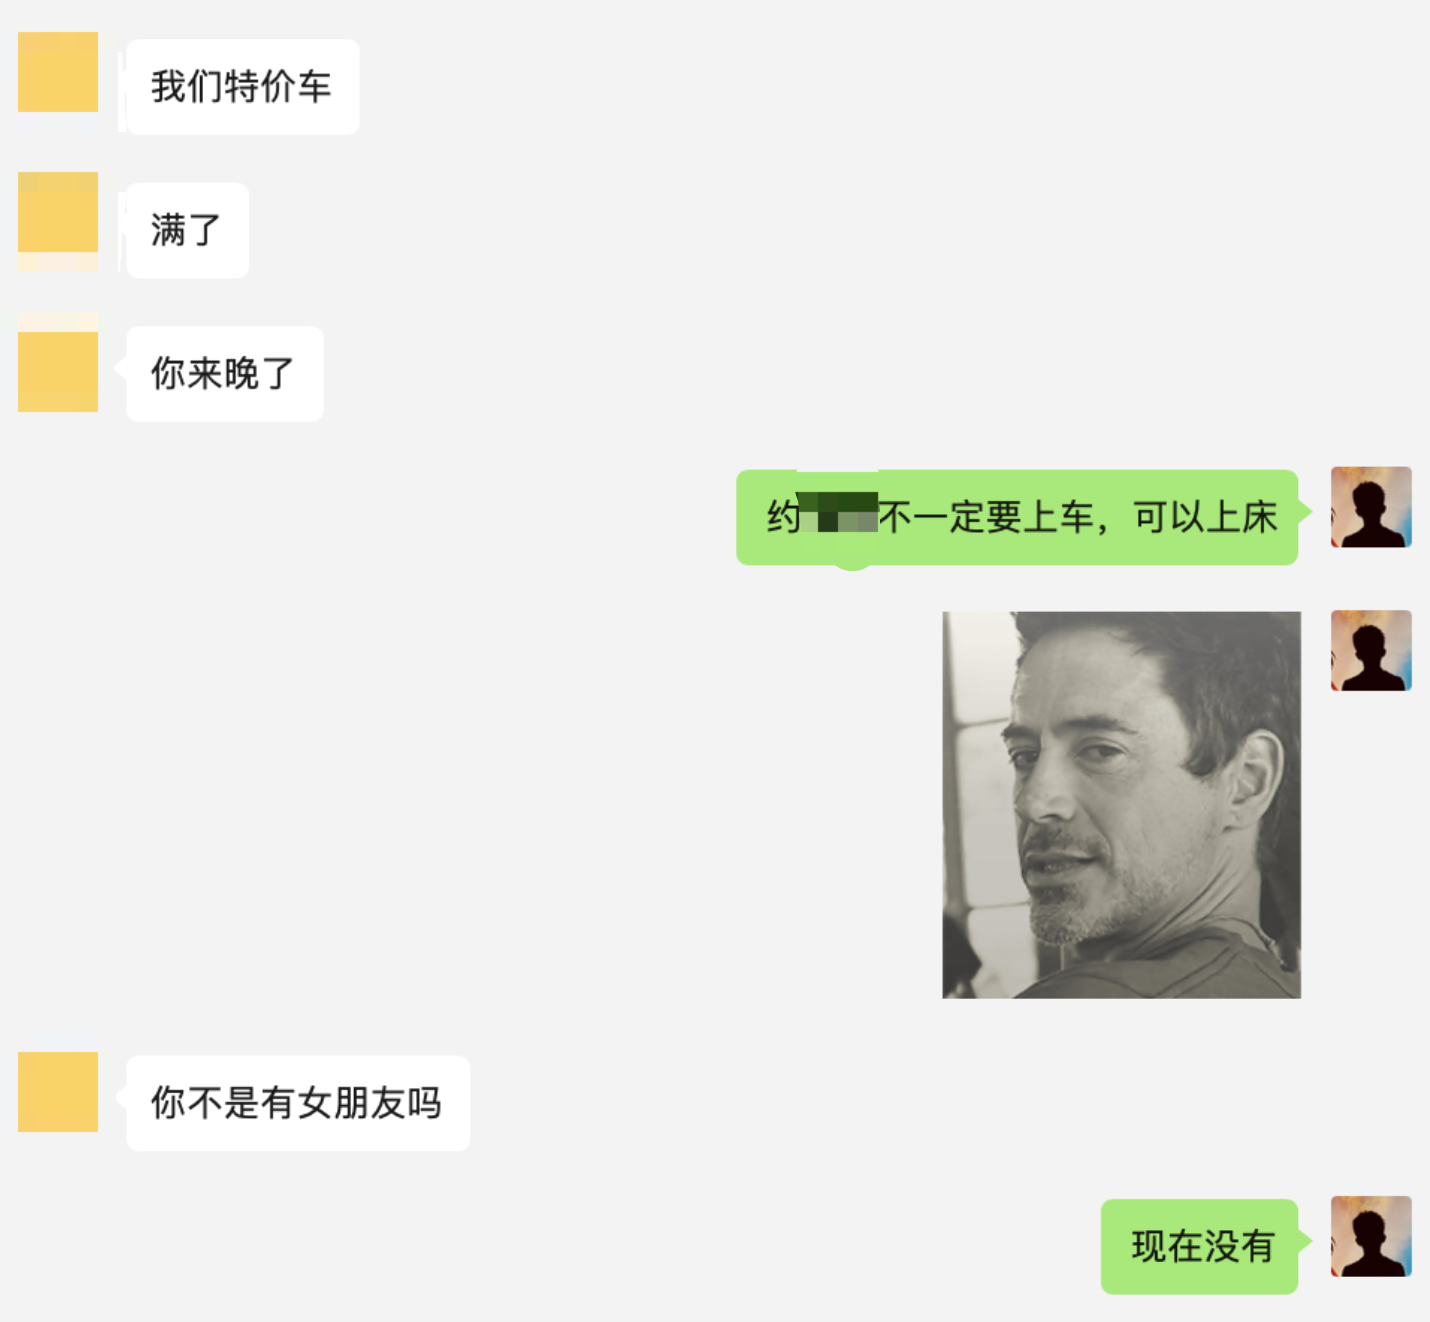 我们特价车
满了
你来晚了
约不一定要上车，可以上床
你不是有女朋友吗
现在没有